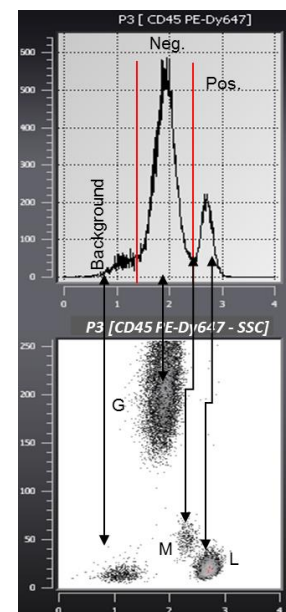 P3 [ CD45 PE-Dy647]
Neg.
Pos.
Background
500
400
300
200
100
0
0 1 2 3 4
P3 [CD45 PE-Dy647 - SSC]
250
200
150
100
50
0
G
M
L
0 1 2 3 4